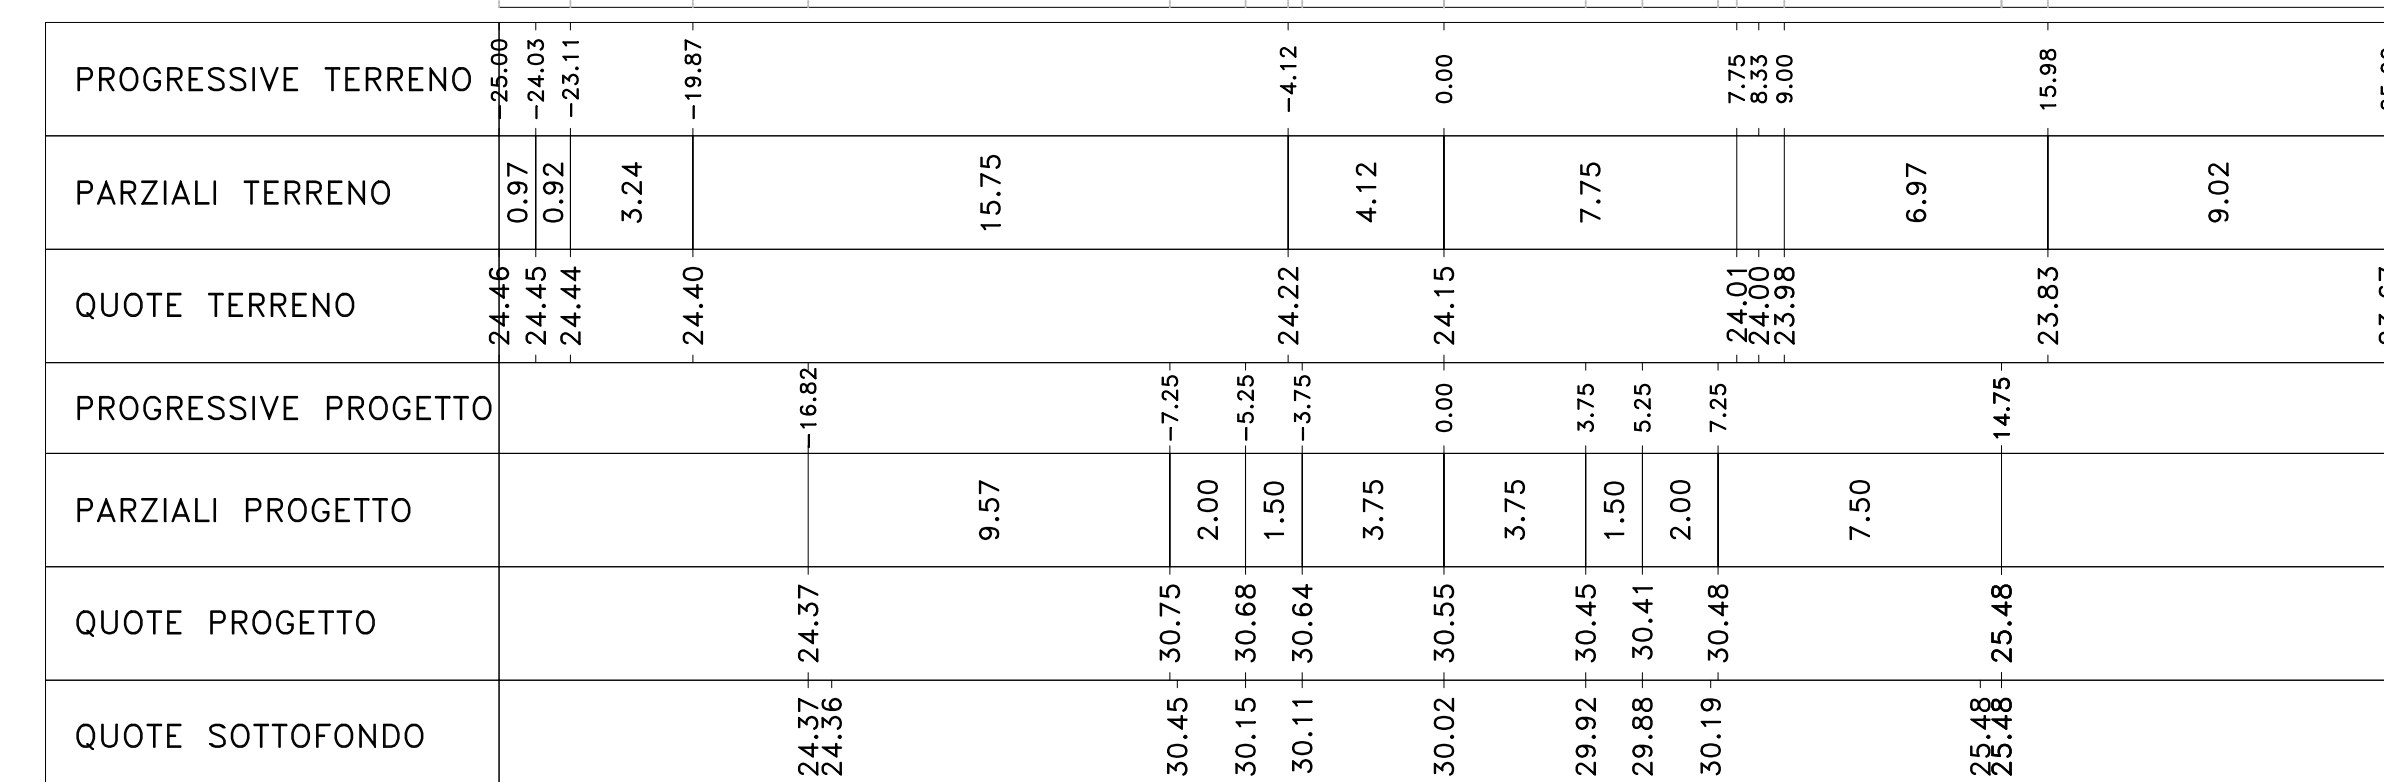 PROGRESSIVE TERRENO -25.00 -24.03 -23.11 -19.87 -4.12 0.00 7.75 8.33 9.00 15.98
PARZIALI TERRENO 0.97 0.92 3.24 15.75 4.12 7.75 6.97 9.02
QUOTE TERRENO 24.46 24.45 24.44 24.40 24.22 24.15 24.01 24.00 23.98 23.83
PROGRESSIVE PROGETTO -16.82 -7.25 -5.25 -3.75 0.00 3.75 5.25 7.25 14.75
PARZIALI PROGETTO 9.57 2.00 1.50 3.75 3.75 1.50 2.00 7.50
QUOTE PROGETTO 24.37 30.75 30.68 30.64 30.55 30.45 30.41 30.48 25.48
QUOTE SOTTOFONDO 24.37 24.36 30.45 30.15 30.11 30.02 29.92 29.88 30.19 25.48 25.48